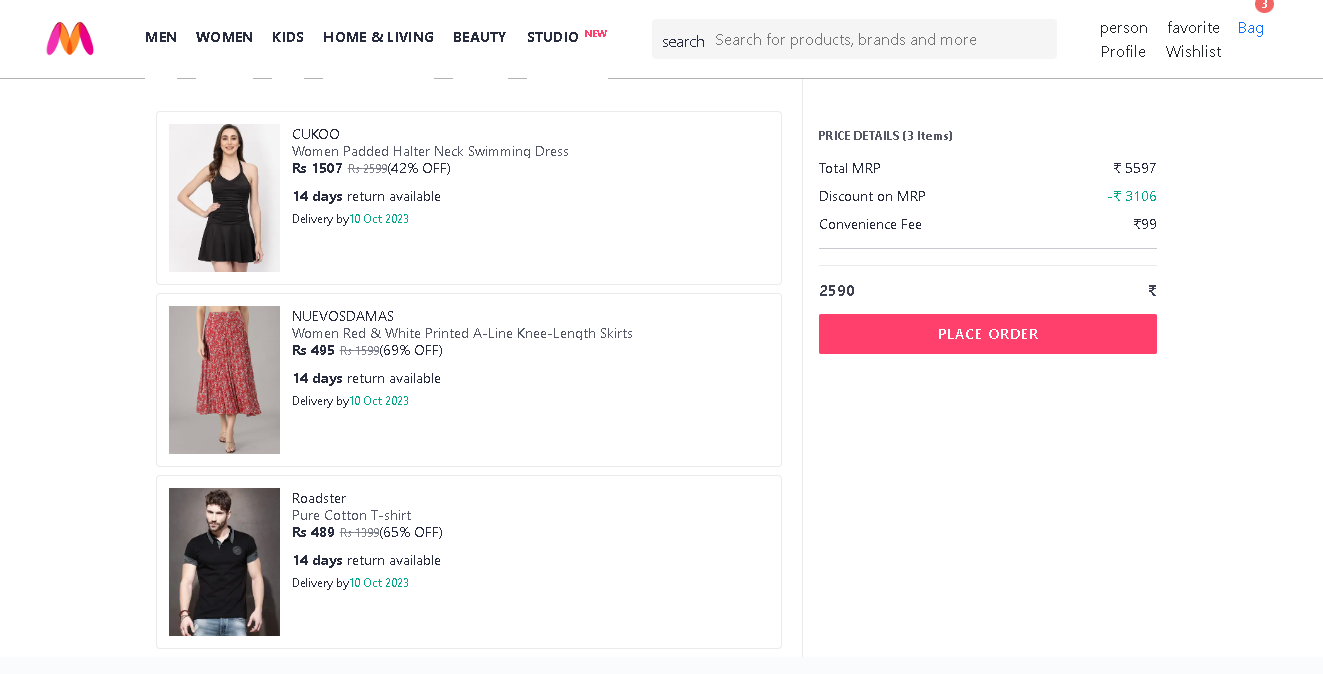 MEN WOMEN KIDS HOME & LIVING BEAUTY STUDIO NEW
search Search for products, brands and more
person favorite Bag 3
Profile Wishlist
CUKOO
Women Padded Halter Neck Swimming Dress
Rs 1507 Rs 2599(42% OFF)
14 days return available
Delivery by10 Oct 2023
NUEVOSDAMAS
Women Red & White Printed A-Line Knee-Length Skirts
Rs 495 Rs 1599(69% OFF)
14 days return available
Delivery by10 Oct 2023
Roadster
Pure Cotton T-shirt
Rs 489 Rs 1399(65% OFF)
14 days return available
Delivery by10 Oct 2023
PRICE DETAILS (3 Items)
Total MRP ₹ 5597
Discount on MRP -₹ 3106
Convenience Fee ₹99
2590 ₹
PLACE ORDER